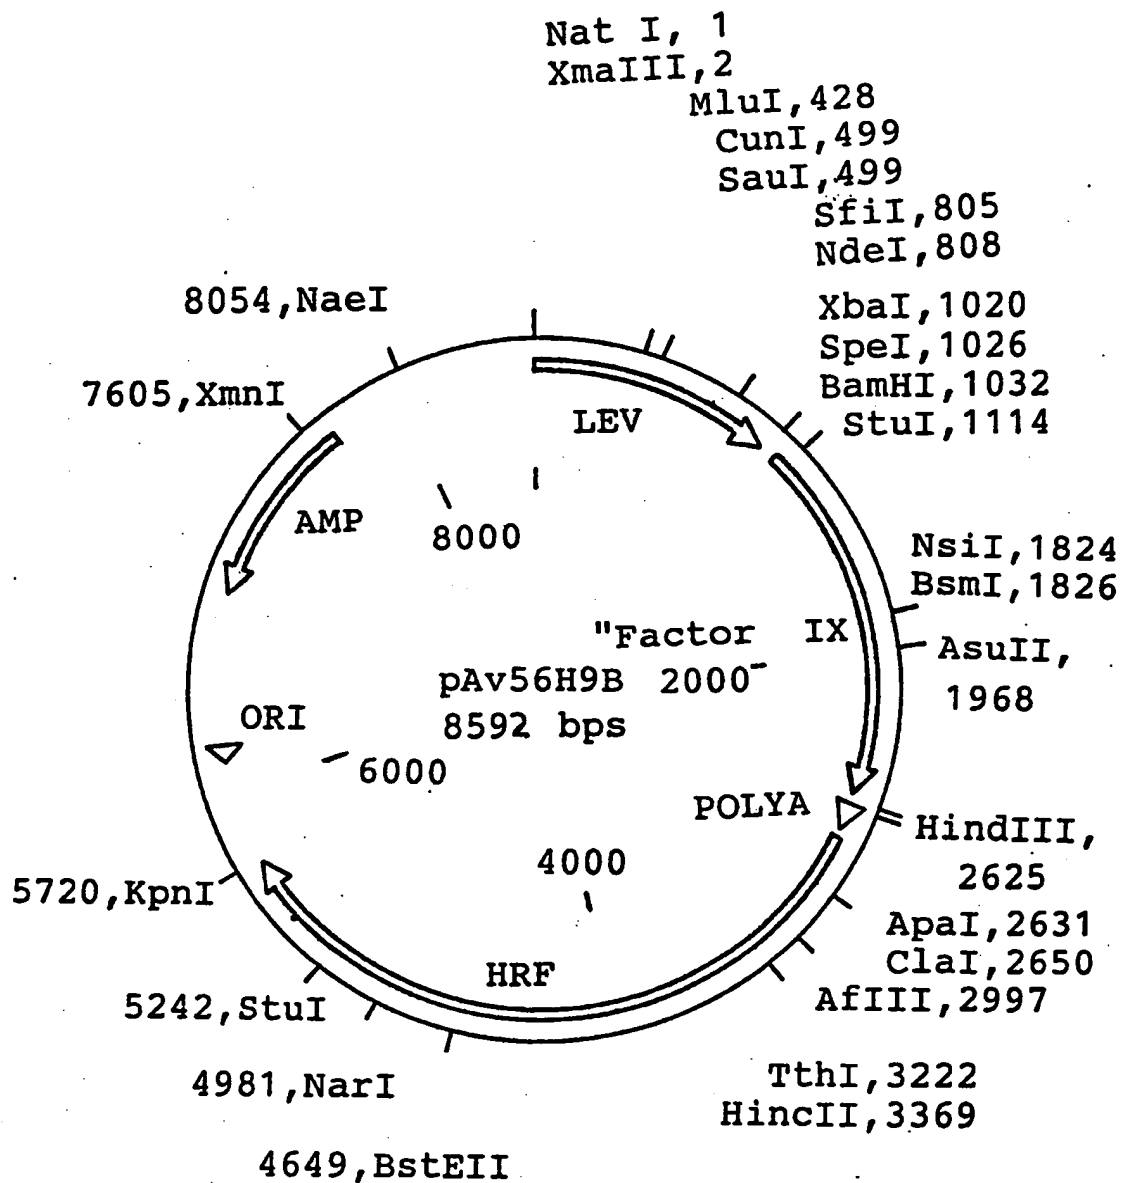 Nat I, 1
XmaIII,2
MluI,428
CunI,499
SauI,499
SfiI,805
NdeI,808
8054,NaeI
XbaI,1020
SpeI,1026
BamHI,1032
StuI,1114
7605,XmnI
LEV
AMP
8000
NsiI,1824
BsmI,1826
"Factor IX
AsuII,
1968
pAv56H9B 2000
8592 bps
ORI
6000
POLYA
HindIII,
2625
4000
5720,KpnI
ApaI,2631
ClaI,2650
AfIII,2997
HRF
5242,StuI
4981,NarI
TthI,3222
HincII,3369
4649,BstEII